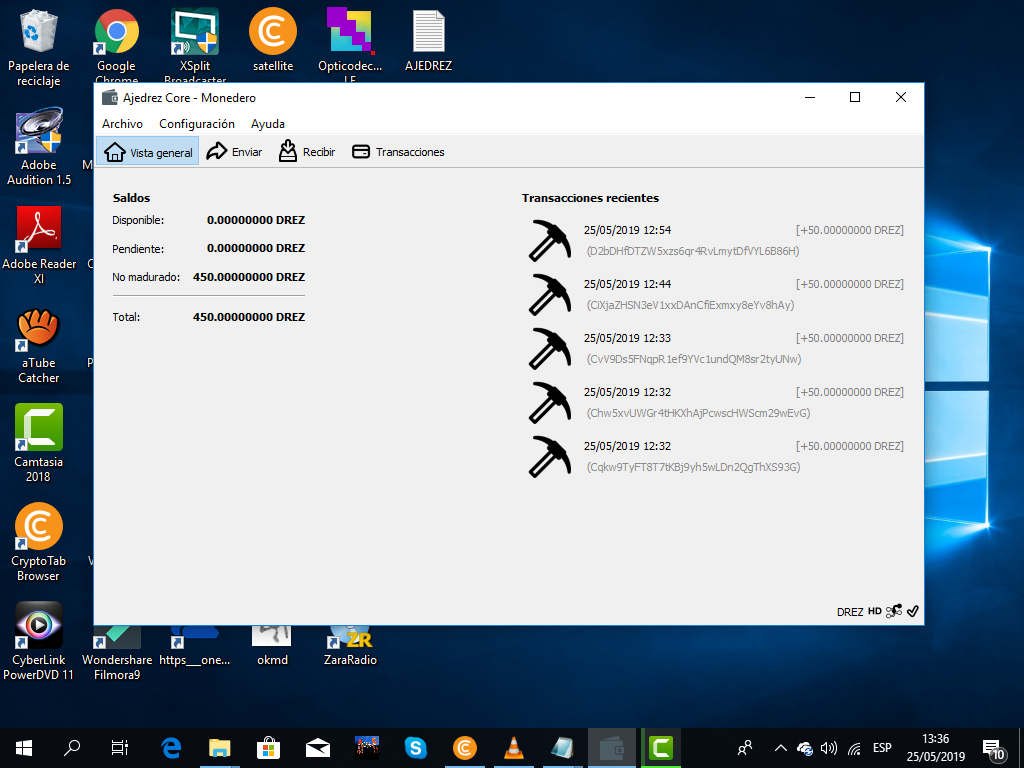 Papelera de
reciclaje
Google
Chrome
XSplit
Broadcaster
satellite
Opticodec...
LE
AJEDREZ
Adobe
Audition 1.5
M
Adobe Reader
XI
C
aTube
Catcher
P
Camtasia
2018
CryptoTab
Browser
V
CyberLink
PowerDVD 11
Wondershare
Filmora9
https___one...
okmd
ZR
ZaraRadio
Ajedrez Core - Monedero
Archivo Configuración Ayuda
Vista general Enviar Recibir Transacciones
Saldos
Disponible: 0.00000000 DREZ
Pendiente: 0.00000000 DREZ
No madurado: 450.00000000 DREZ
Total: 450.00000000 DREZ
Transacciones recientes
25/05/2019 12:54 [+50.00000000 DREZ]
(D2bDHfDTZW5xzs6qr4RvLmytDfVYL6B86H)
25/05/2019 12:44 [+50.00000000 DREZ]
(CiXjaZHSN3eV1xxDAnCfiExmxy8eYv8hAy)
25/05/2019 12:33 [+50.00000000 DREZ]
(CvV9Ds5FNqpR1ef9YVc1undQM8sr2tyUNw)
25/05/2019 12:32 [+50.00000000 DREZ]
(Chw5xvUWGr4tHKXhAjPcwscHWScm29wEvG)
25/05/2019 12:32 [+50.00000000 DREZ]
(Cqkw9TyFT8T7tKBj9yh5wLDn2QgThXS93G)
DREZ HD
ESP
13:36
25/05/2019
10